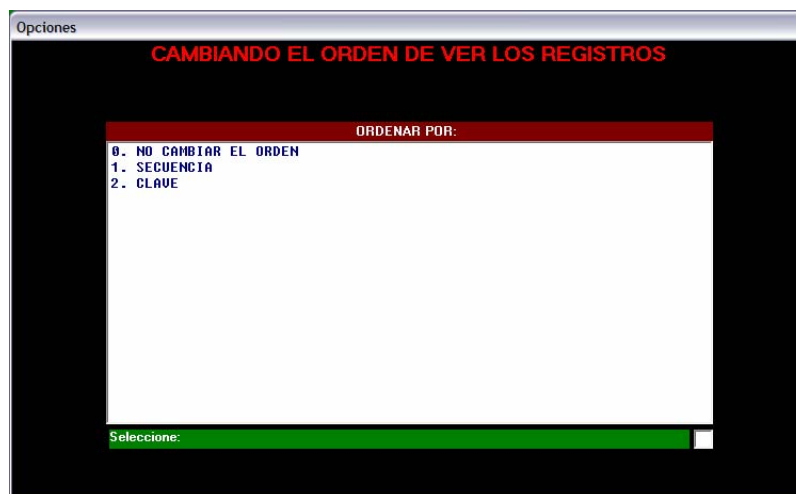 Opciones
CAMBIANDO EL ORDEN DE VER LOS REGISTROS
ORDENAR POR:
0. NO CAMBIAR EL ORDEN
1. SECUENCIA
2. CLAVE
Seleccione: